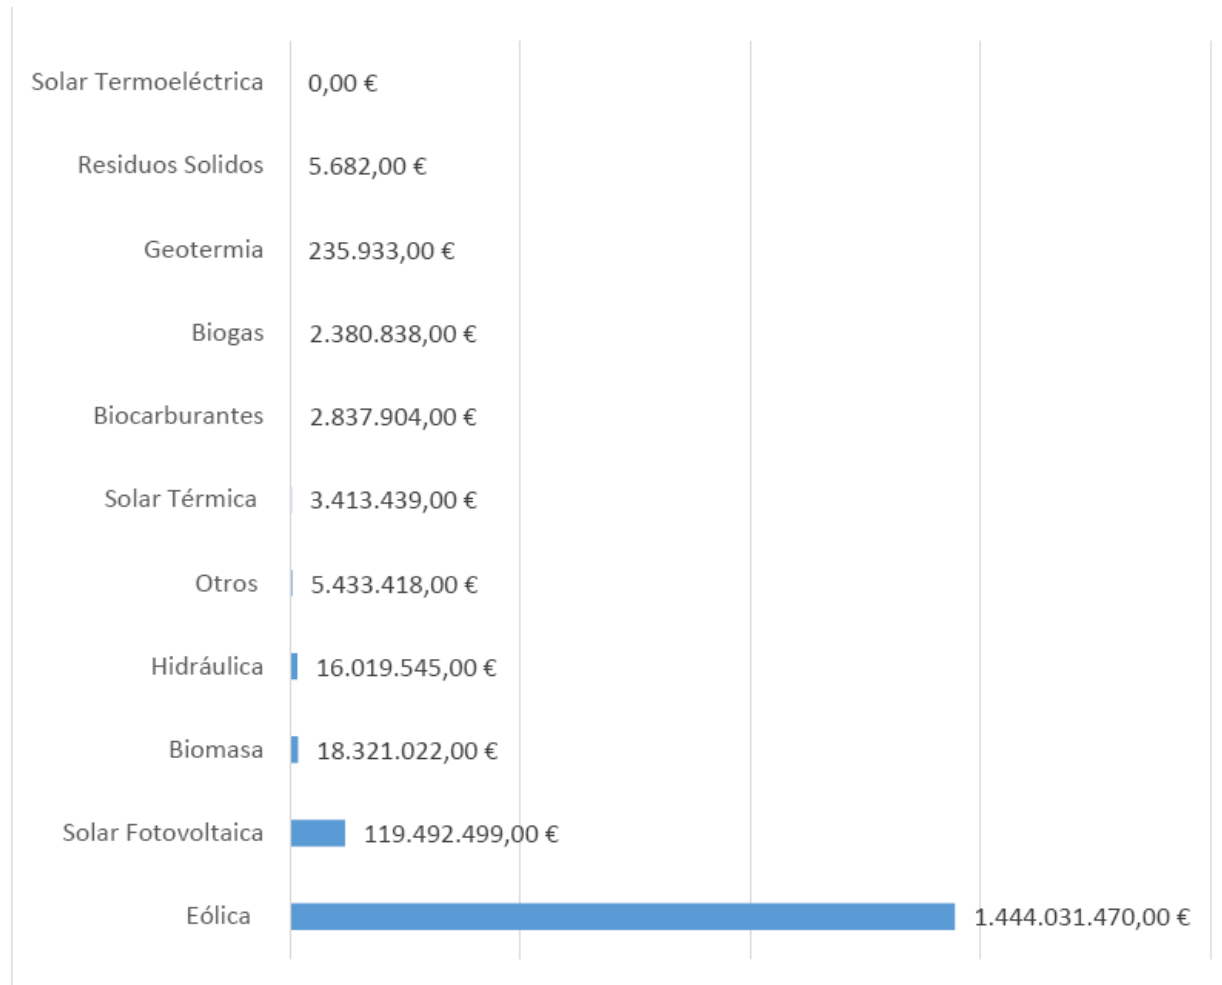 Solar Termoeléctrica 0,00 €
Residuos Solidos 5.682,00 €
Geotermia 235.933,00 €
Biogas 2.380.838,00 €
Biocarburantes 2.837.904,00 €
Solar Térmica 3.413.439,00 €
Otros 5.433.418,00 €
Hidráulica 16.019.545,00 €
Biomasa 18.321.022,00 €
Solar Fotovoltaica 119.492.499,00 €
Eólica 1.444.031.470,00 €